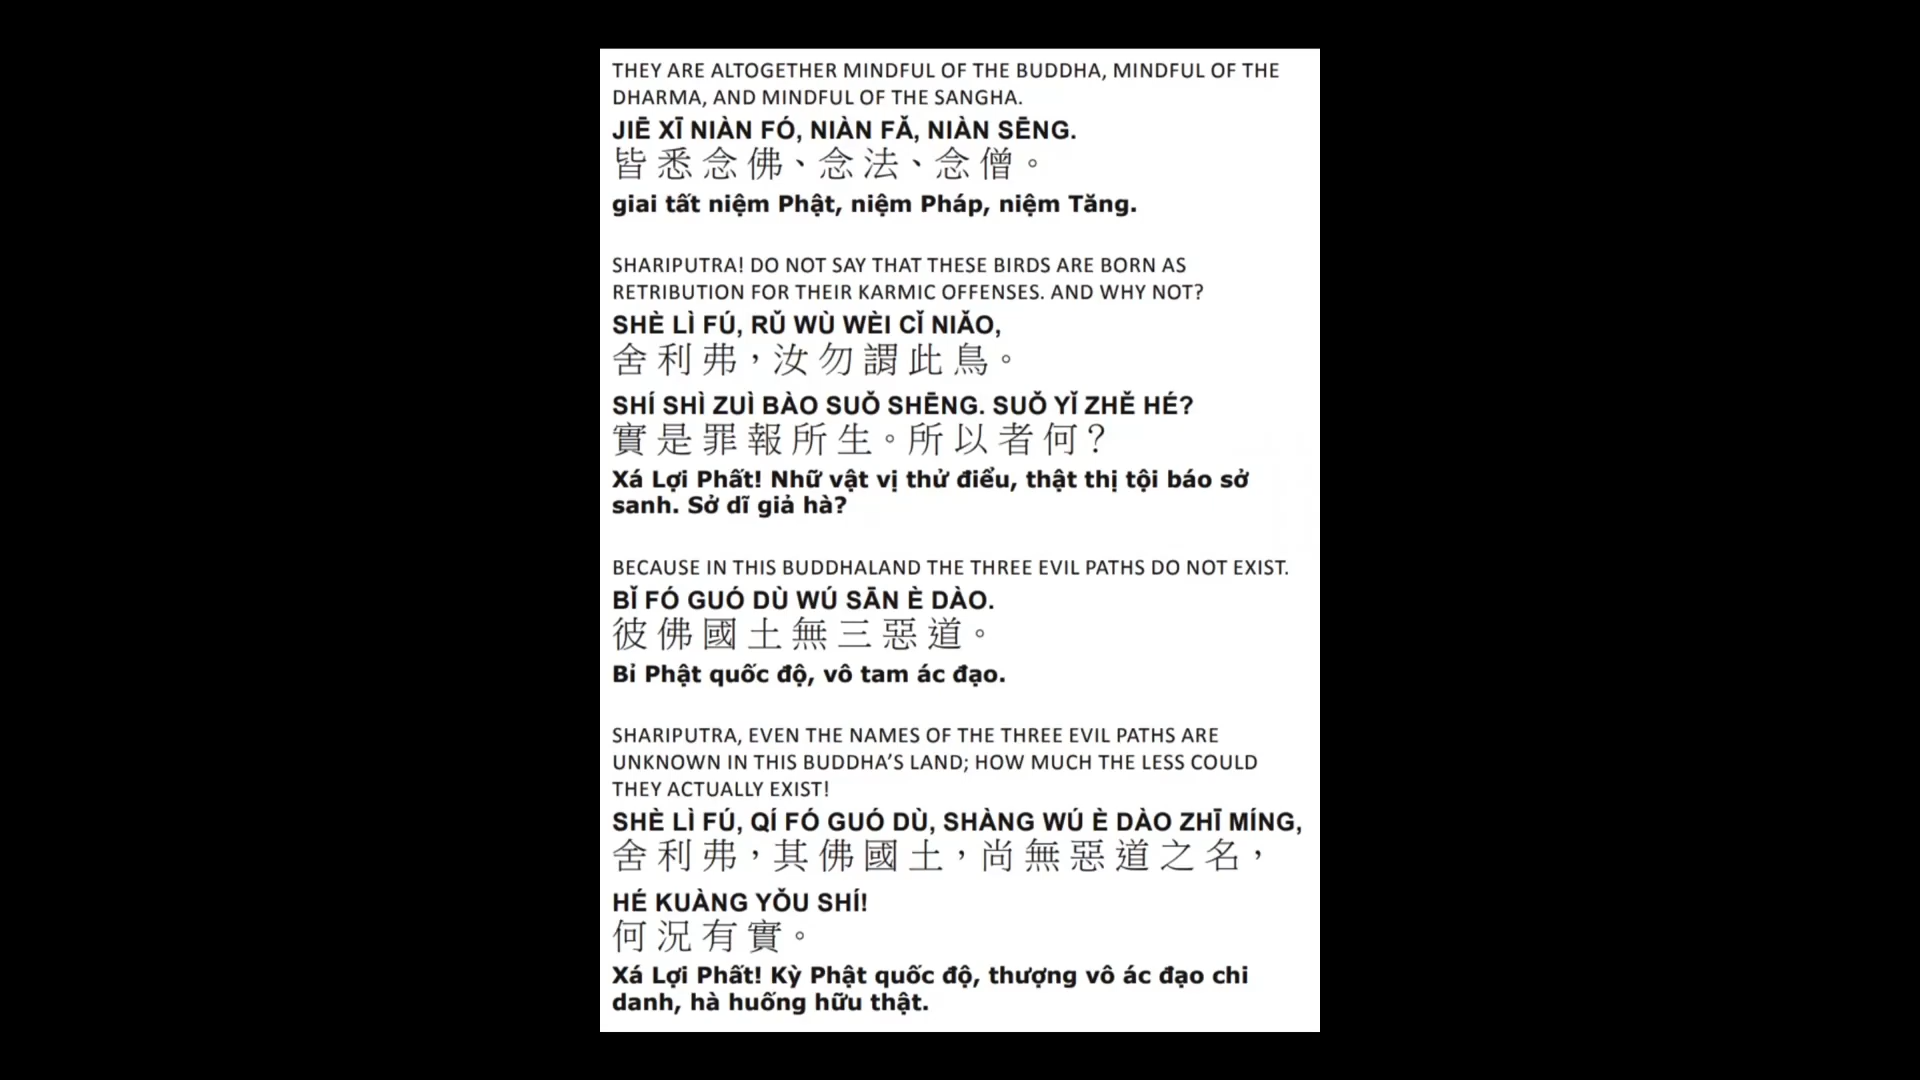 THEY ARE ALTOGETHER MINDFUL OF THE BUDDHA, MINDFUL OF THE
DHARMA, AND MINDFUL OF THE SANGHA.
JIĒ XĪ NIÀN FÓ, NIÀN FǍ, NIÀN SĒNG.
皆悉念佛、念法、念僧。
giai tất niệm Phật, niệm Pháp, niệm Tăng.
SHARIPUTRA! DO NOT SAY THAT THESE BIRDS ARE BORN AS
RETRIBUTION FOR THEIR KARMIC OFFENSES. AND WHY NOT?
SHÈ LÌ FÚ, RǓ WÙ WÈI CǏ NIǍO,
舍利弗，汝勿謂此鳥。
SHÍ SHÌ ZUÌ BÀO SUǑ SHĒNG. SUǑ YǏ ZHĚ HÉ?
實是罪報所生。所以者何？
Xá Lợi Phất! Nhữ vật vị thử điểu, thật thị tội báo sở
sanh. Sở dĩ giả hà?
BECAUSE IN THIS BUDDHALAND THE THREE EVIL PATHS DO NOT EXIST.
BǏ FÓ GUÓ DÙ WÚ SĀN È DÀO.
彼佛國土無三惡道。
Bỉ Phật quốc độ, vô tam ác đạo.
SHARIPUTRA, EVEN THE NAMES OF THE THREE EVIL PATHS ARE
UNKNOWN IN THIS BUDDHA’S LAND; HOW MUCH THE LESS COULD
THEY ACTUALLY EXIST!
SHÈ LÌ FÚ, QÍ FÓ GUÓ DÙ, SHÀNG WÚ È DÀO ZHĪ MÍNG,
舍利弗，其佛國土，尚無惡道之名，
HÉ KUÀNG YǑU SHÍ!
何況有實。
Xá Lợi Phất! Kỳ Phật quốc độ, thượng vô ác đạo chi
danh, hà huống hữu thật.